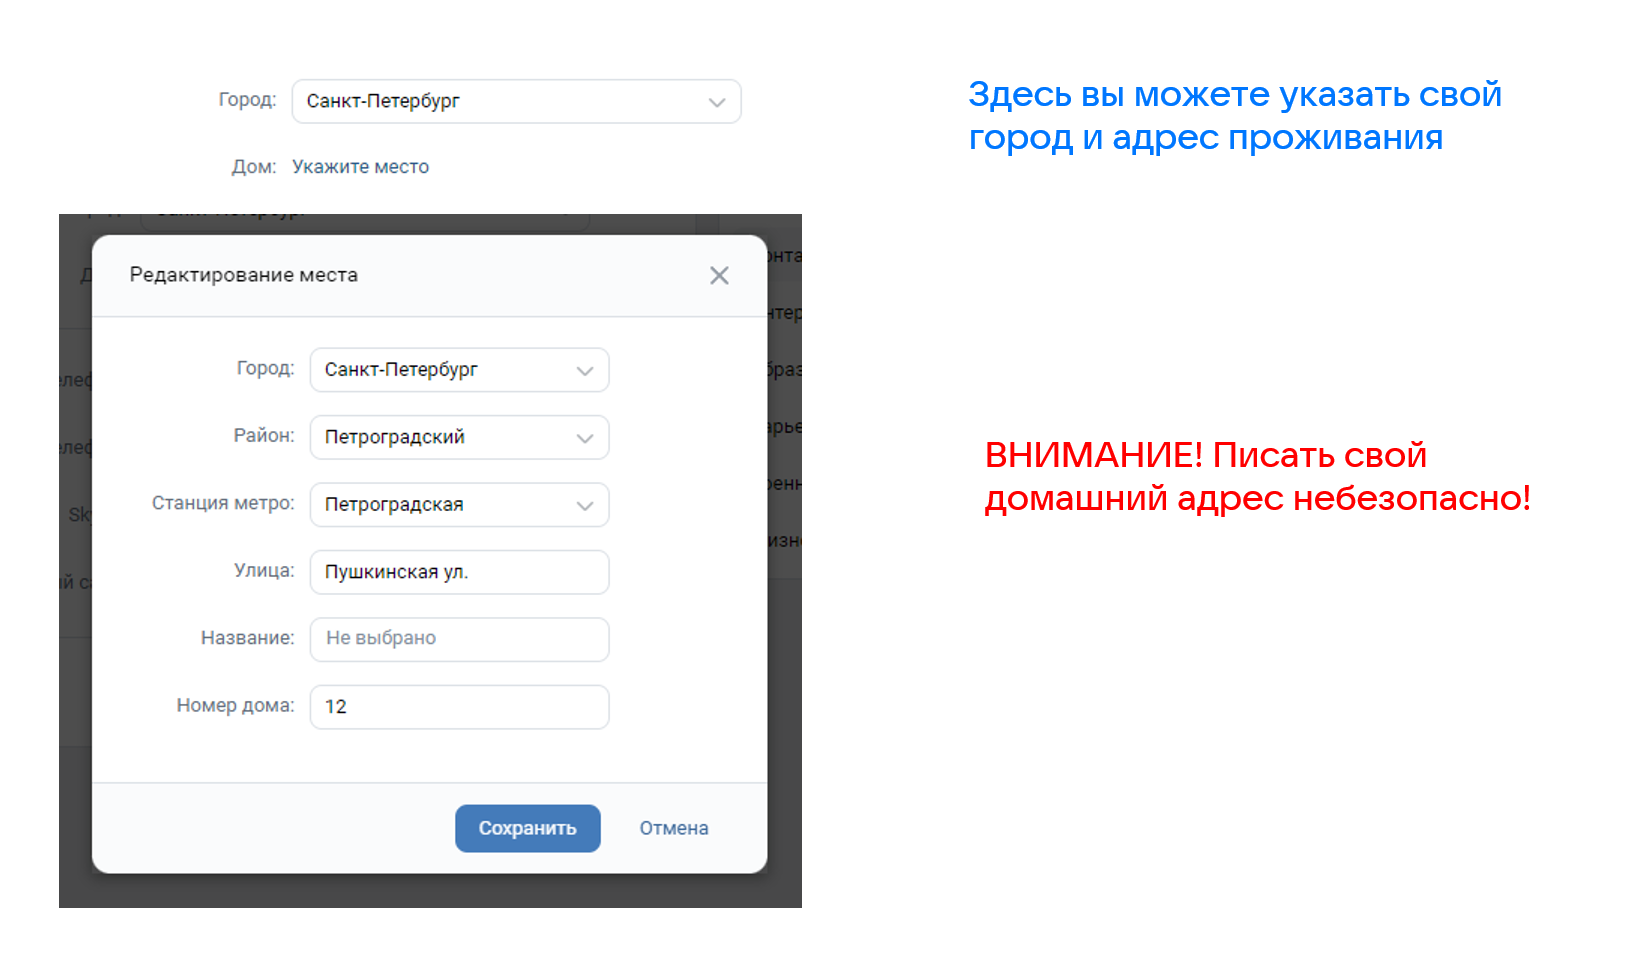 Город: Санкт-Петербург
Дом: Укажите место
Здесь вы можете указать свой
город и адрес проживания
Редактирование места
Город: Санкт-Петербург
Район: Петроградский
Станция метро: Петроградская
Улица: Пушкинская ул.
Название: Не выбрано
Номер дома: 12
Сохранить Отмена
ВНИМАНИЕ! Писать свой
домашний адрес небезопасно!